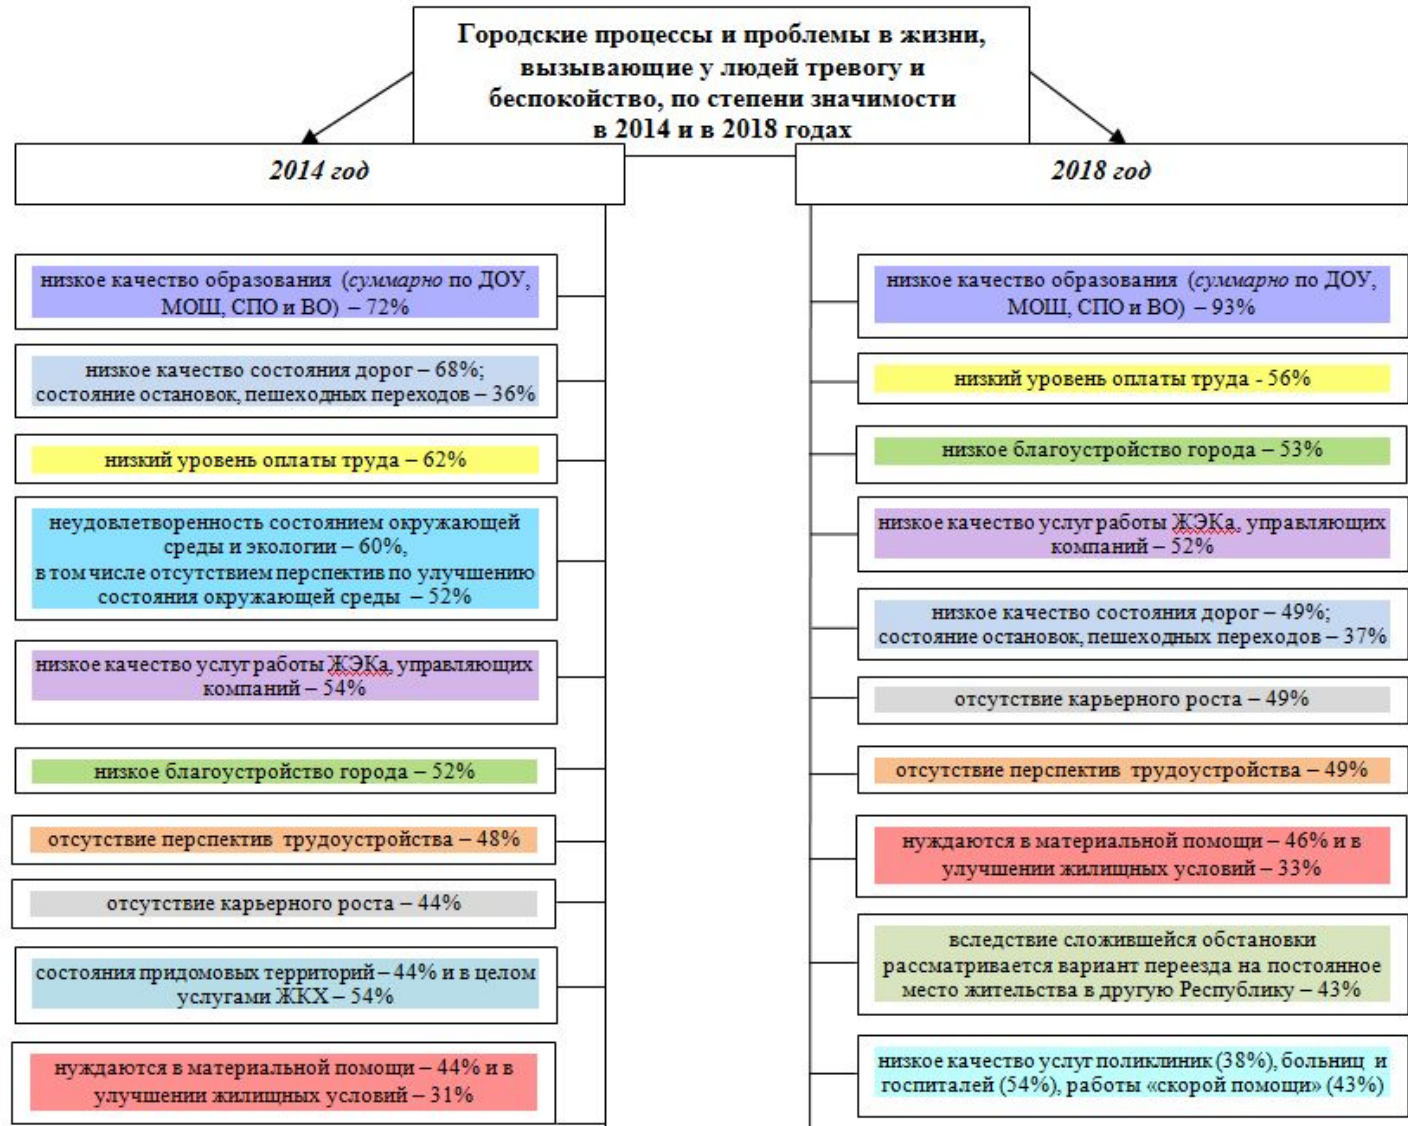 Городские процессы и проблемы в жизни,
вызывающие у людей тревогу и
беспокойство, по степени значимости
в 2014 и в 2018 годах
2014 год
низкое качество образования (суммарно по ДОУ,
МОШ, СПО и ВО) – 72%
низкое качество состояния дорог – 68%;
состояние остановок, пешеходных переходов – 36%
низкий уровень оплаты труда – 62%
неудовлетворенность состоянием окружающей
среды и экологии – 60%,
в том числе отсутствием перспектив по улучшению
состояния окружающей среды – 52%
низкое качество услуг работы ЖЭКа, управляющих
компаний – 54%
низкое благоустройство города – 52%
отсутствие перспектив трудоустройства – 48%
отсутствие карьерного роста – 44%
состояния придомовых территорий – 44% и в целом
услугами ЖКХ – 54%
нуждаются в материальной помощи – 44% и в
улучшении жилищных условий – 31%
2018 год
низкое качество образования (суммарно по ДОУ,
МОШ, СПО и ВО) – 93%
низкий уровень оплаты труда - 56%
низкое благоустройство города – 53%
низкое качество услуг работы ЖЭКа, управляющих
компаний – 52%
низкое качество состояния дорог – 49%;
состояние остановок, пешеходных переходов – 37%
отсутствие карьерного роста – 49%
отсутствие перспектив трудоустройства – 49%
нуждаются в материальной помощи – 46% и в
улучшении жилищных условий – 33%
вследствие сложившейся обстановки
рассматривается вариант переезда на постоянное
место жительства в другую Республику – 43%
низкое качество услуг поликлиник (38%), больниц и
госпиталей (54%), работы «скорой помощи» (43%)